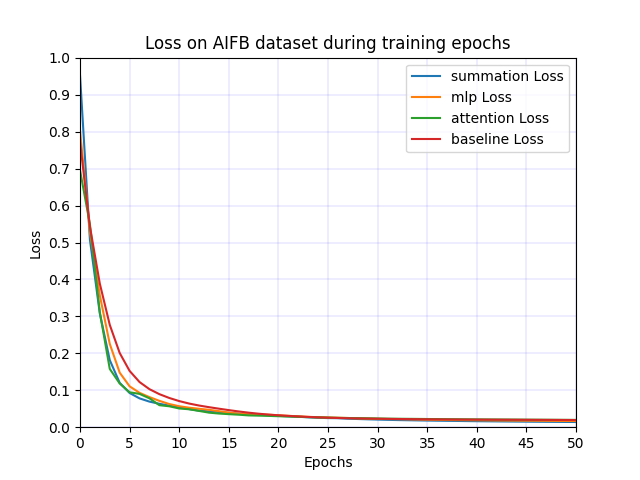 Loss on AIFB dataset during training epochs
1.0
0.9
0.8
0.7
0.6
0.5
0.4
0.3
0.2
0.1
0.0
Loss
summation Loss
mlp Loss
attention Loss
baseline Loss
0 5 10 15 20 25 30 35 40 45 50
Epochs